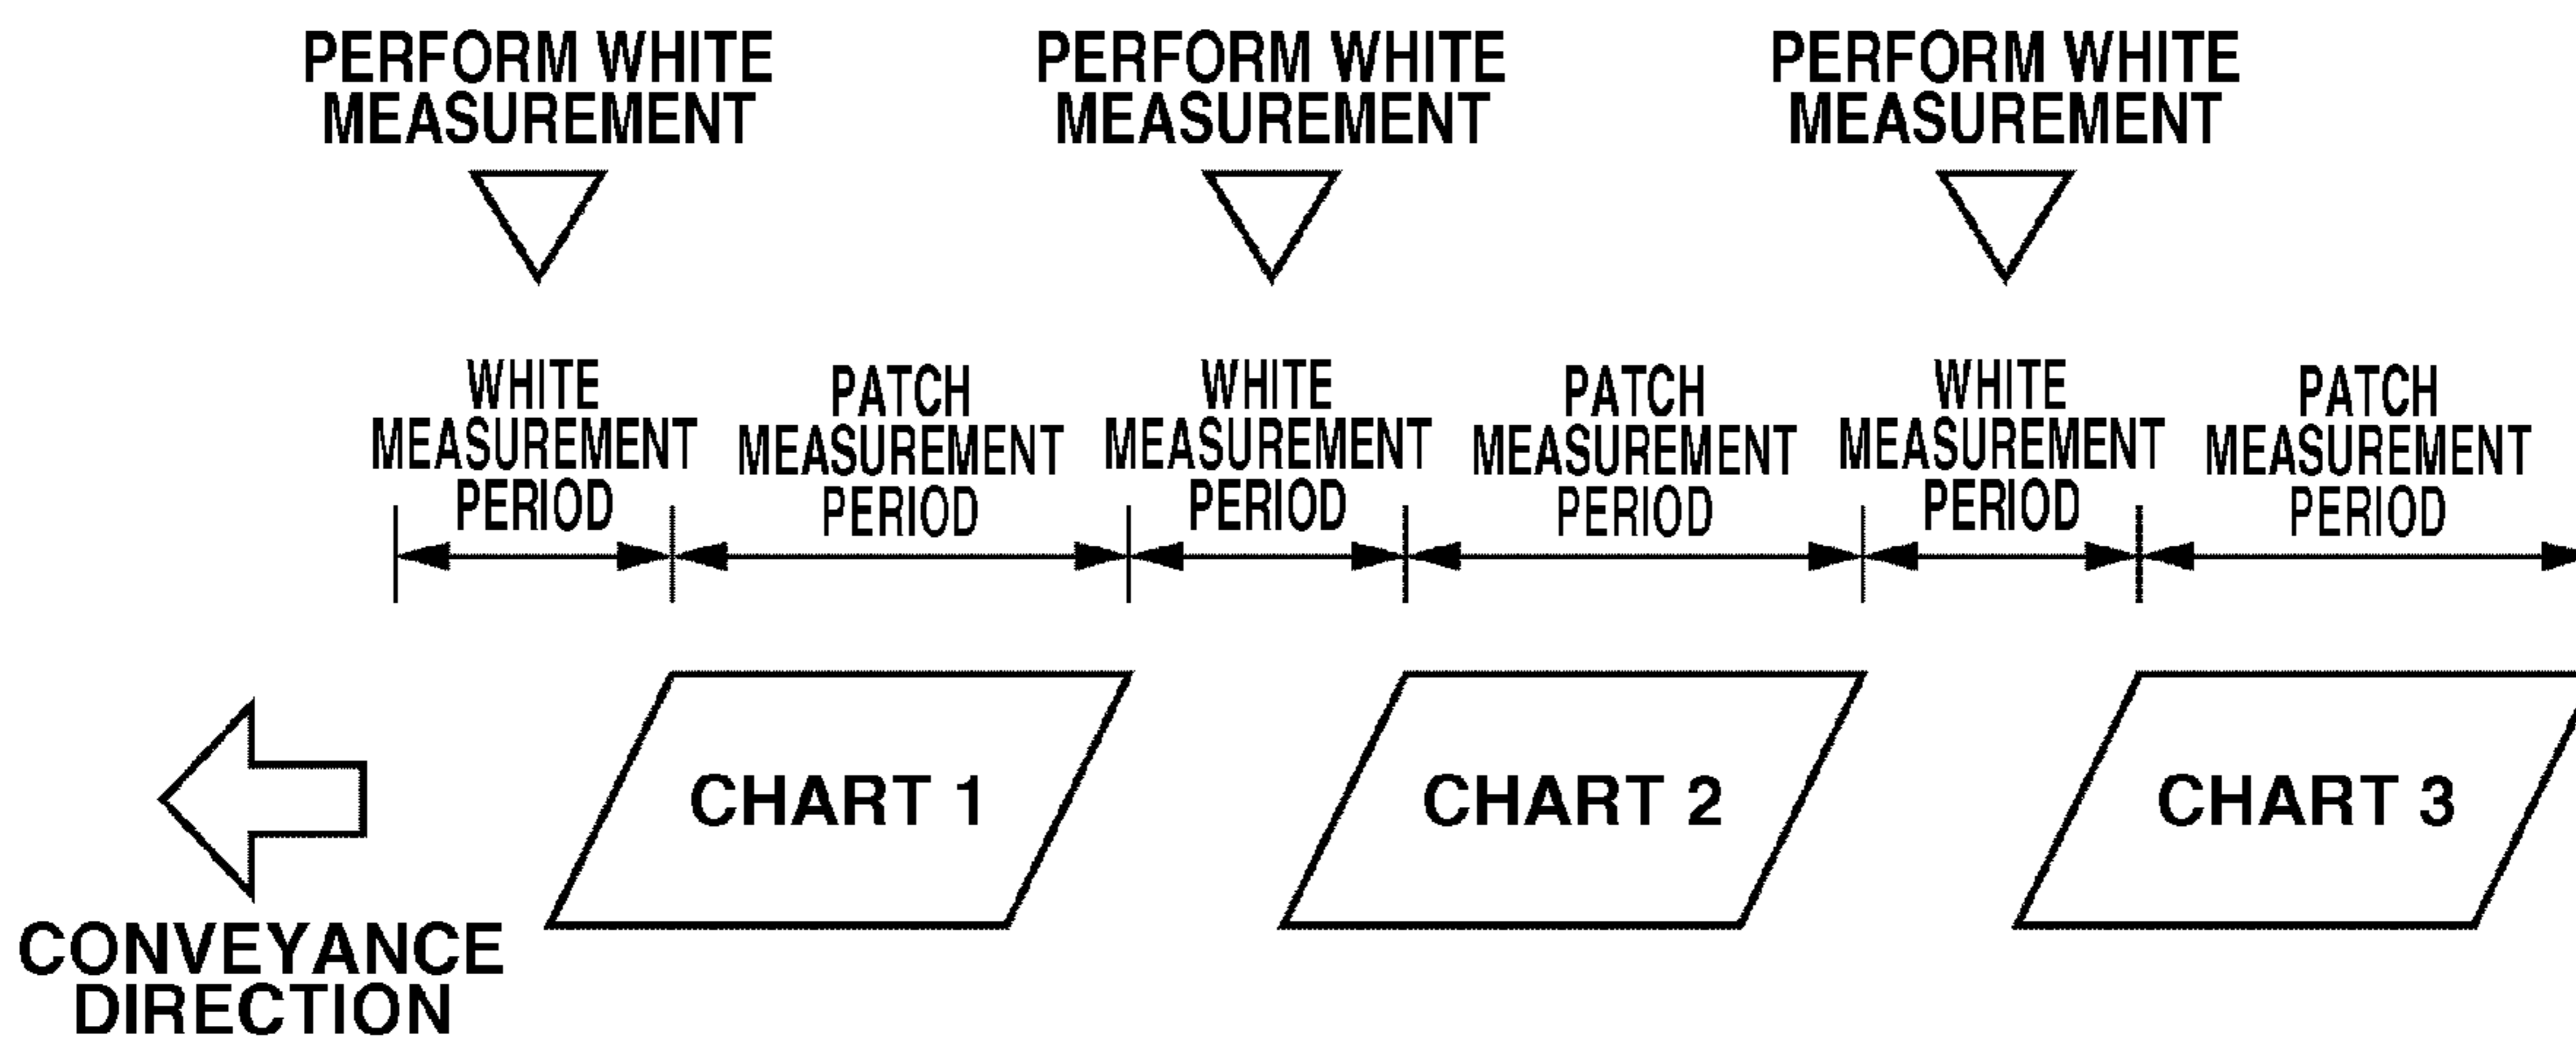 PERFORM WHITE
MEASUREMENT
PERFORM WHITE
MEASUREMENT
PERFORM WHITE
MEASUREMENT
WHITE
MEASUREMENT
PERIOD
PATCH
MEASUREMENT
PERIOD
WHITE
MEASUREMENT
PERIOD
PATCH
MEASUREMENT
PERIOD
WHITE
MEASUREMENT
PERIOD
PATCH
MEASUREMENT
PERIOD
CHART 1
CHART 2
CHART 3
CONVEYANCE
DIRECTION